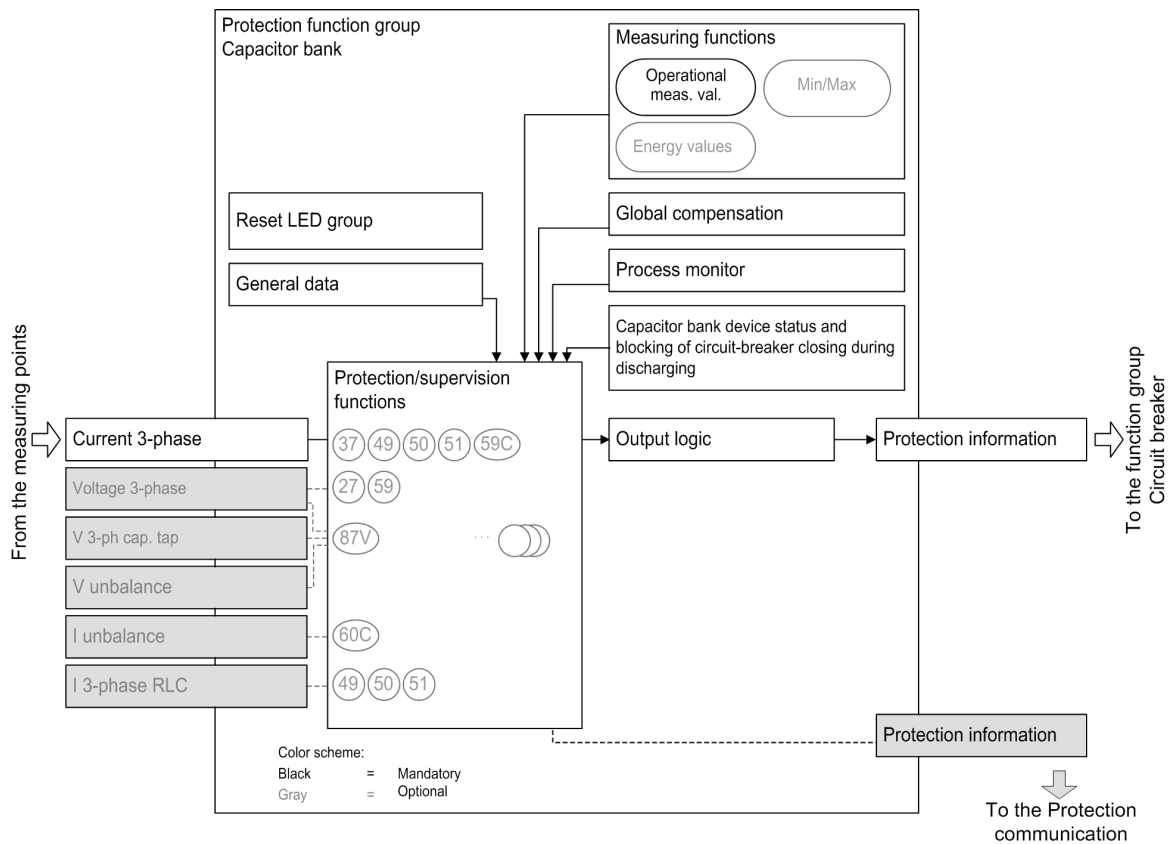 Protection function group
Capacitor bank
Measuring functions
Operational
meas. val.
Min/Max
Energy values
Reset LED group
Global compensation
General data
Process monitor
Capacitor bank device status and
blocking of circuit-breaker closing during
discharging
From the measuring points
Protection/supervision
functions
Current 3-phase
37 49 50 51 59C
Output logic
Protection information
To the function group
Circuit breaker
Voltage 3-phase
27 59
V 3-ph cap. tap
87V ...
V unbalance
I unbalance
60C
I 3-phase RLC
49 50 51
Protection information
Color scheme:
Black = Mandatory
Gray = Optional
To the Protection
communication